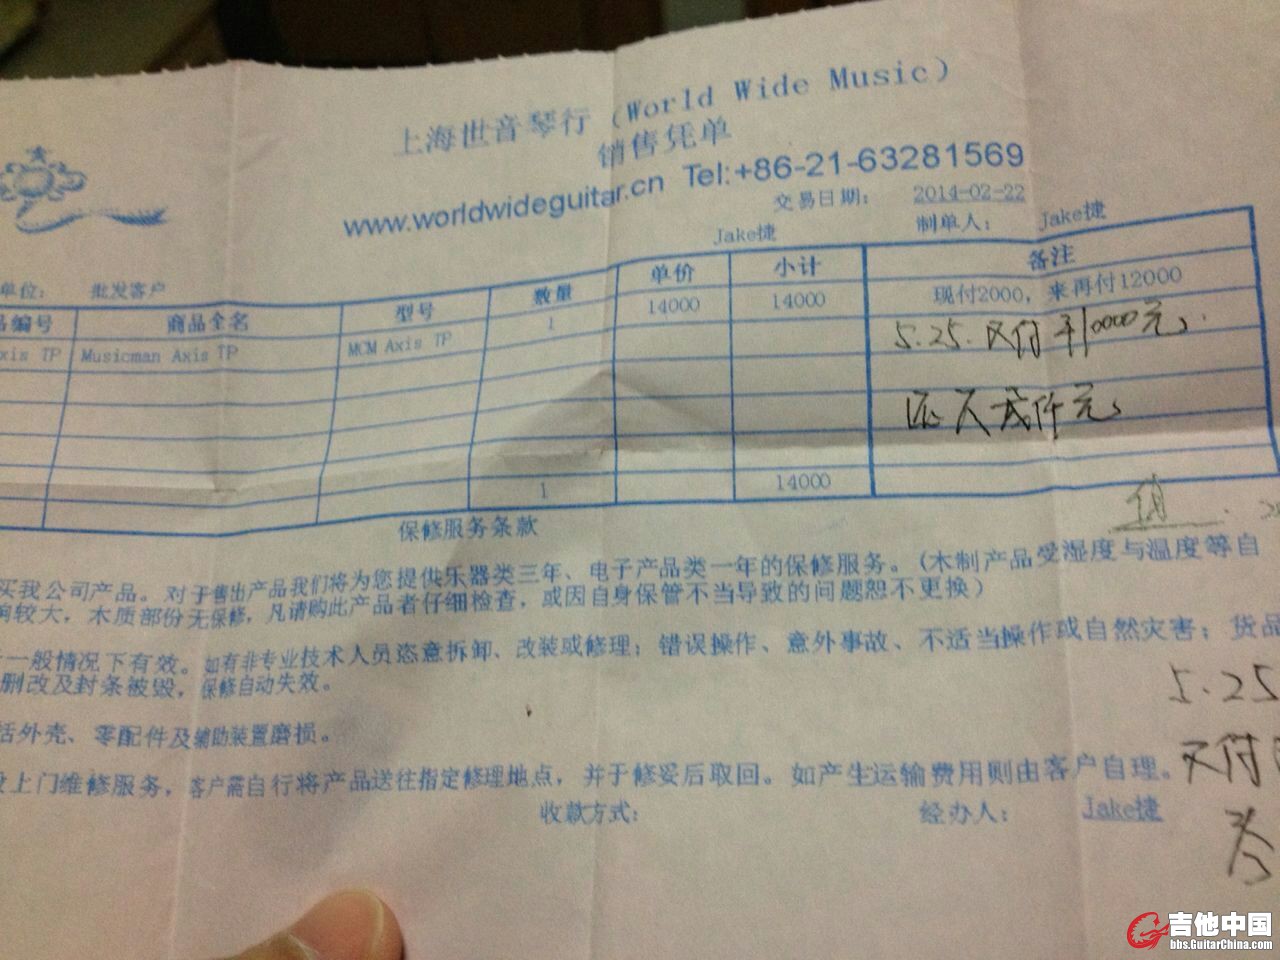 上海世音琴行 (World Wide Music)
销售凭单
www.worldwideguitar.cn Tel:+86-21-63281569
交易日期: 2014-02-22
单位: 批发客户 Jake捷 制单人: Jake捷
品编号 商品全名 型号 数量 单价 小计 备注
xis TP Musicman Axis TP MCM Axis TP 1 14000 14000 现付2000, 来再付12000
5.25.又付￥10000元
还欠贰仟元
1 14000
保修服务条款
买我公司产品。对于售出产品我们将为您提供乐器类三年、电子产品类一年的保修服务。(木制产品受湿度与温度等自
响较大, 木质部份无保修, 凡请购此产品者仔细检查, 或因自身保管不当导致的问题恕不更换)
一般情况下有效。如有非专业技术人员恣意拆卸、改装或修理; 错误操作、意外事故、不适当操作或自然灾害; 货品
删改及封条被毁, 保修自动失效。
5.25
括外壳、零配件及辅助装置磨损。
上门维修服务, 客户需自行将产品送往指定修理地点, 并于修妥后取回。如产生运输费用则由客户自理。
又付
收款方式: 经办人: Jake捷
吉他中国
bbs.GuitarChina.com